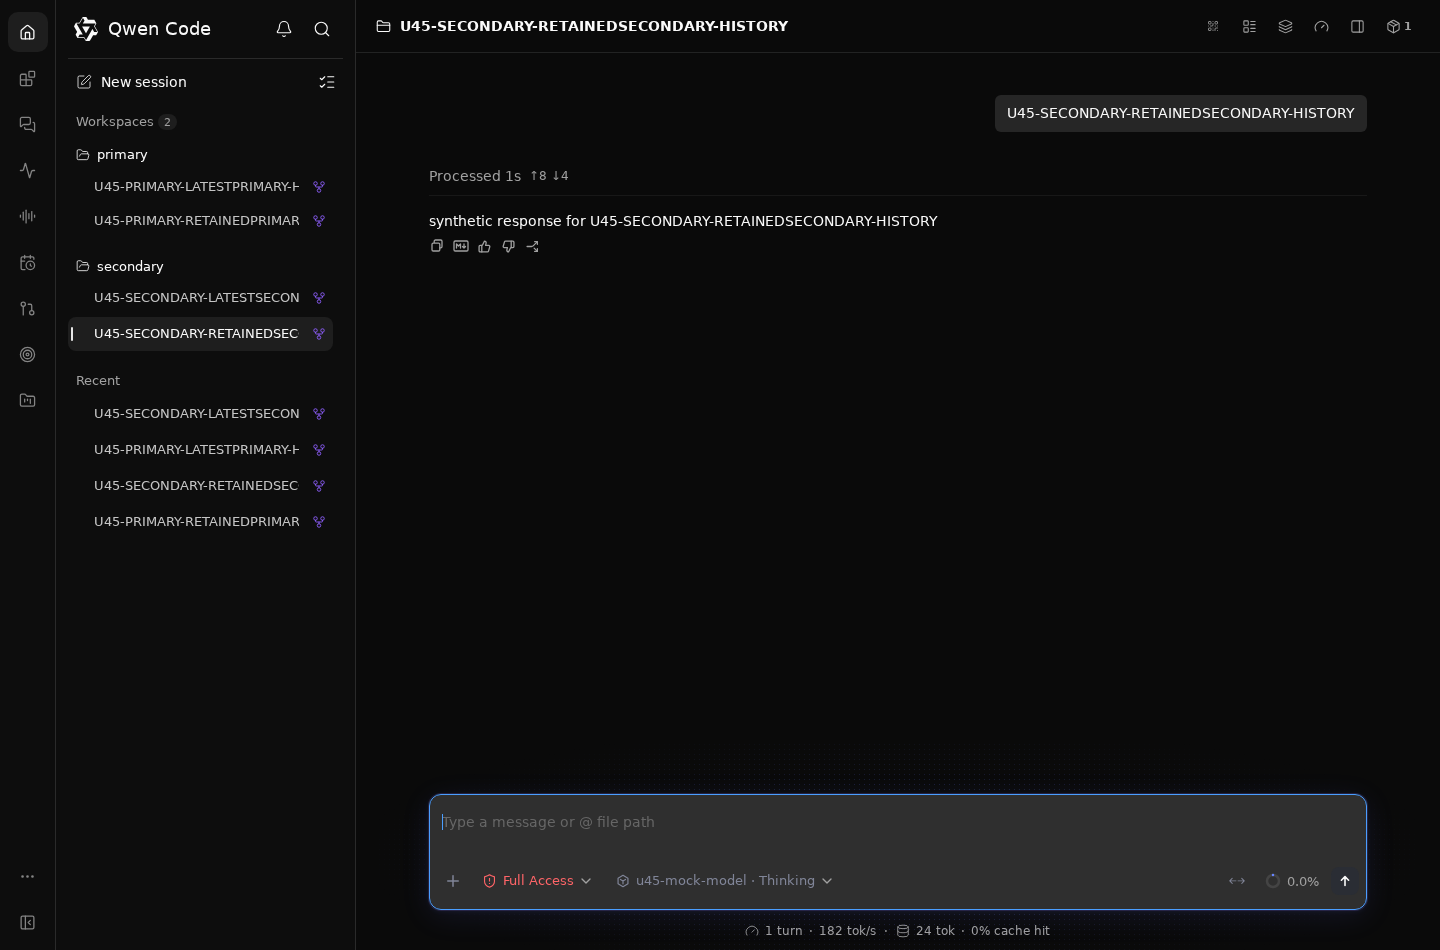 Qwen Code
New session
Workspaces 2
primary
U45-PRIMARY-LATESTPRIMARY-H
U45-PRIMARY-RETAINEDPRIMAR
secondary
U45-SECONDARY-LATESTSECON
U45-SECONDARY-RETAINEDSEC
Recent
U45-SECONDARY-LATESTSECON
U45-PRIMARY-LATESTPRIMARY-H
U45-SECONDARY-RETAINEDSEC
U45-PRIMARY-RETAINEDPRIMAR
U45-SECONDARY-RETAINEDSECONDARY-HISTORY
1
U45-SECONDARY-RETAINEDSECONDARY-HISTORY
Processed 1s ↑8 ↓4
synthetic response for U45-SECONDARY-RETAINEDSECONDARY-HISTORY
Type a message or @ file path
Full Access
u45-mock-model · Thinking
0.0%
1 turn · 182 tok/s · 24 tok · 0% cache hit